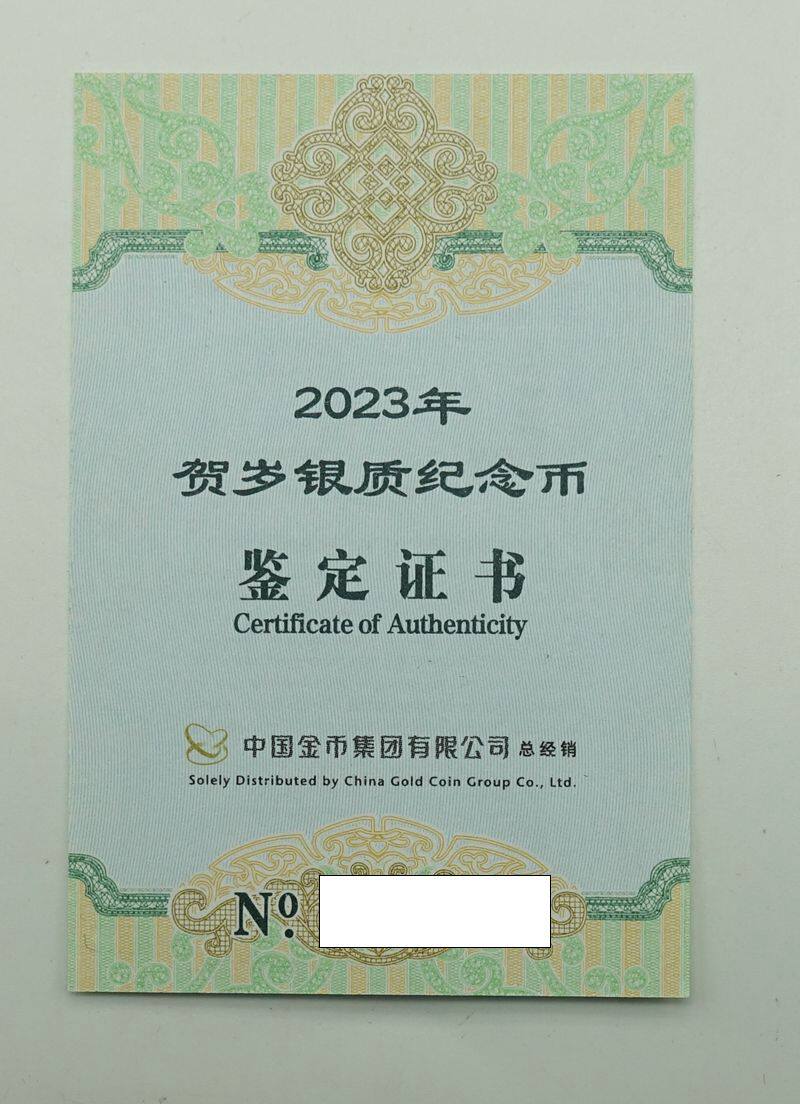 2023年
贺岁银质纪念币
鉴定证书
Certificate of Authenticity
中国金币集团有限公司 总经销
Solely Distributed by China Gold Coin Group Co., Ltd.
Nº.